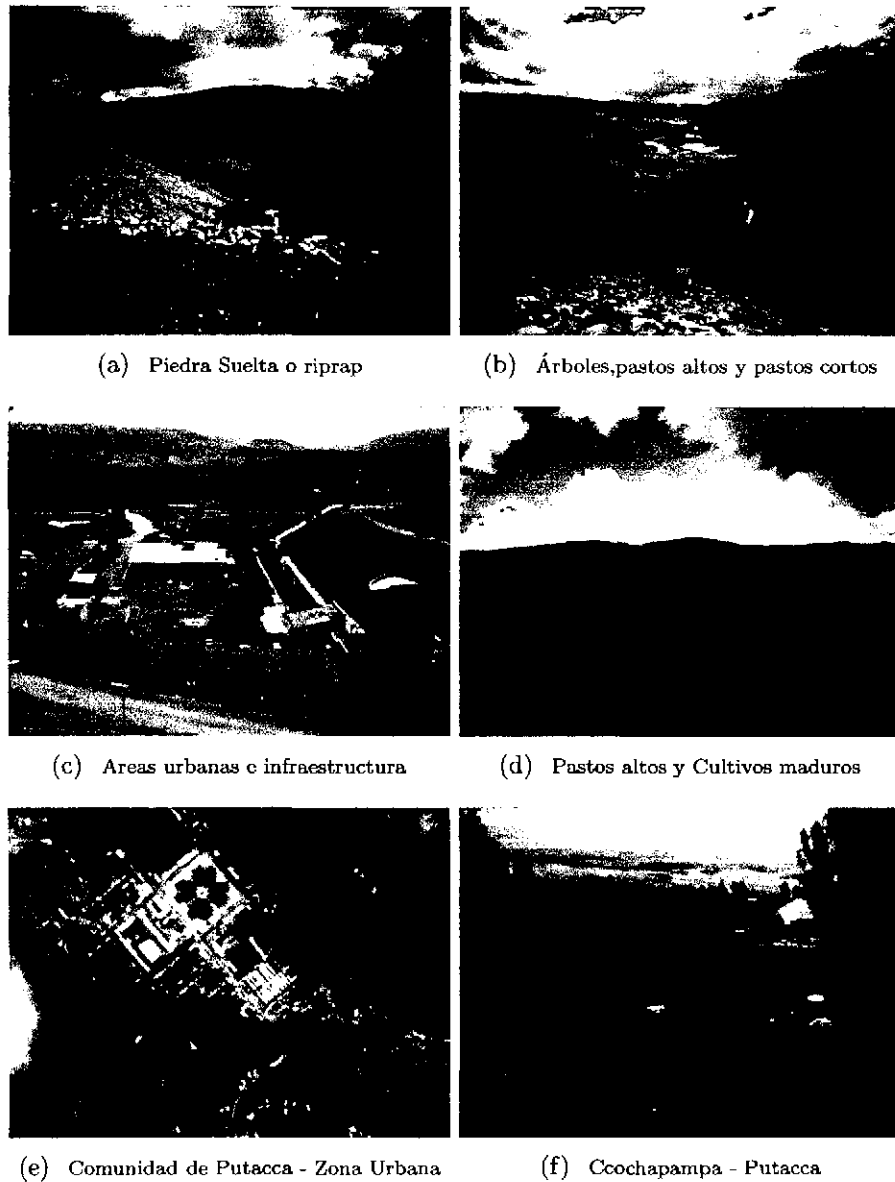 (a) Piedra Suelta o riprap
(b) Árboles,pastos altos y pastos cortos
(c) Areas urbanas e infraestructura
(d) Pastos altos y Cultivos maduros
(e) Comunidad de Putacca - Zona Urbana
(f) Ccochapampa - Putacca